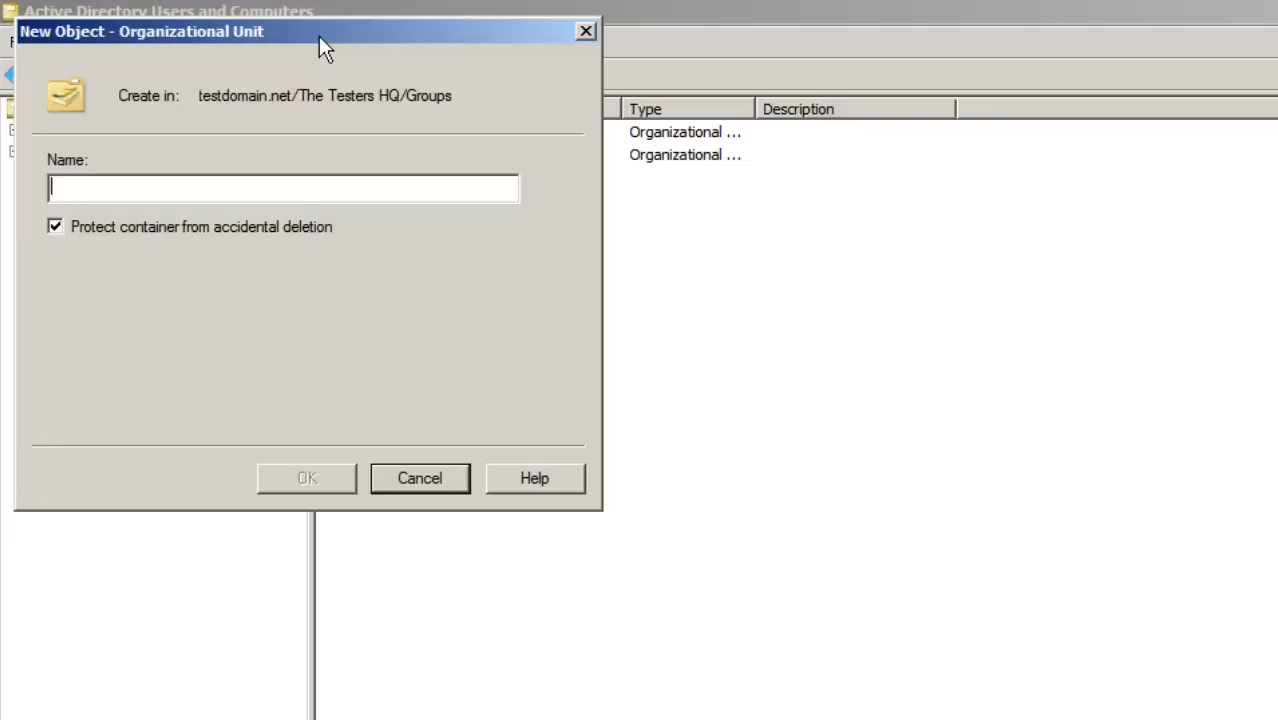 Active Directory Users and Computers
New Object - Organizational Unit
Create in: testdomain.net/The Testers HQ/Groups
Type Description
Organizational ...
Organizational ...
Name:
Protect container from accidental deletion
OK Cancel Help